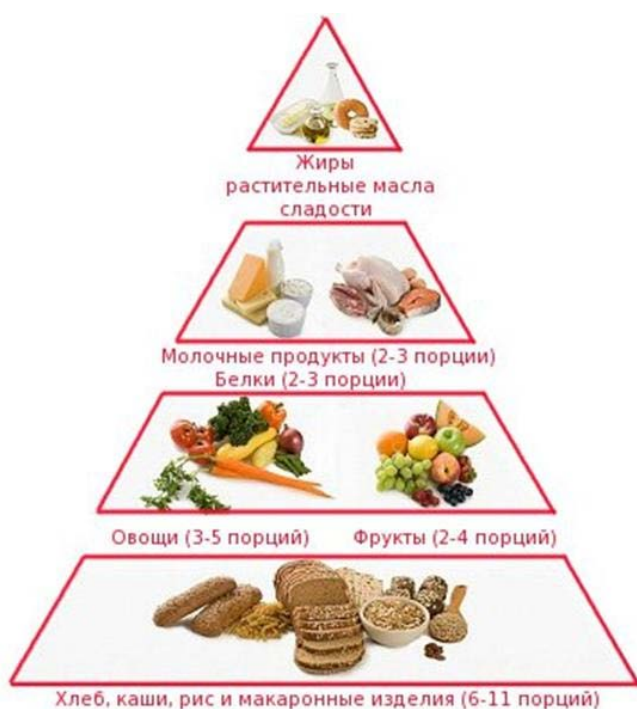 Жиры
растительные масла
сладости
Молочные продукты (2-3 порции)
Белки (2-3 порции)
Овощи (3-5 порций) Фрукты (2-4 порции)
Хлеб, каши, рис и макаронные изделия (6-11 порций)